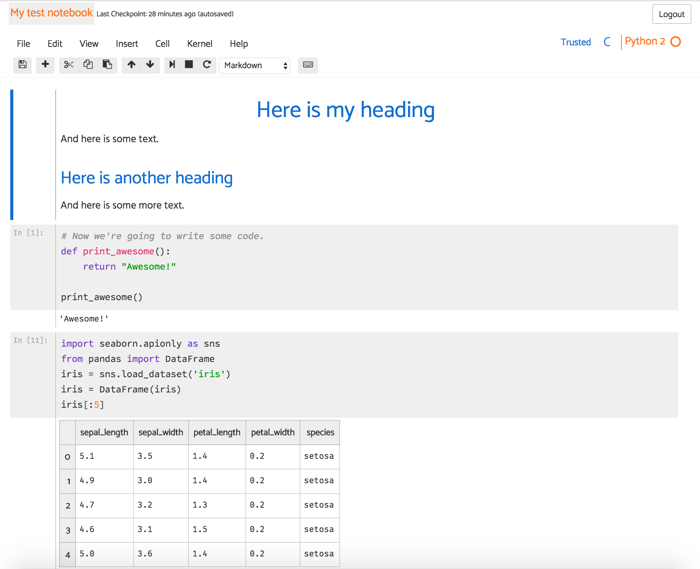 My test notebook Last Checkpoint: 28 minutes ago (autosaved)
Logout
File Edit View Insert Cell Kernel Help
Trusted C Python 2
Markdown
Here is my heading
And here is some text.
Here is another heading
And here is some more text.
In [1]:
# Now we're going to write some code.
def print_awesome():
    return "Awesome!"
print_awesome()
'Awesome!'
In [11]:
import seaborn.apionly as sns
from pandas import DataFrame
iris = sns.load_dataset('iris')
iris = DataFrame(iris)
iris[:5]
sepal_length sepal_width petal_length petal_width species
0 5.1 3.5 1.4 0.2 setosa
1 4.9 3.0 1.4 0.2 setosa
2 4.7 3.2 1.3 0.2 setosa
3 4.6 3.1 1.5 0.2 setosa
4 5.0 3.6 1.4 0.2 setosa